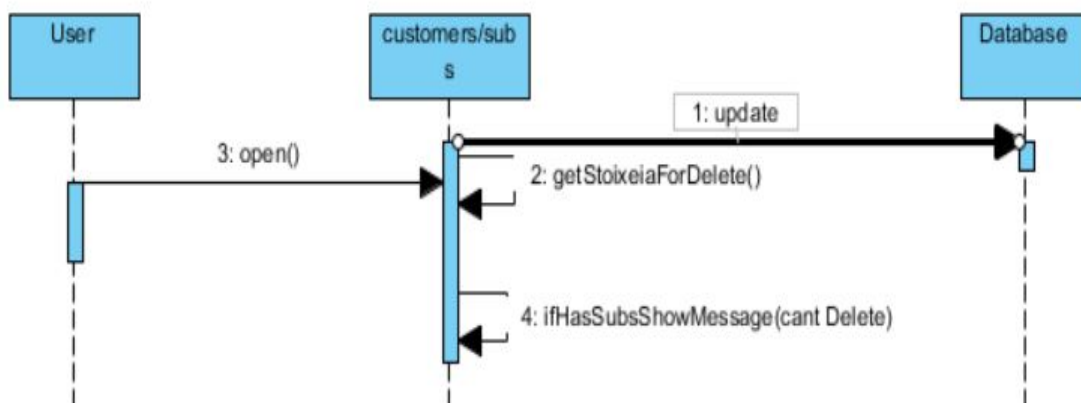 User
customers/sub
s
Database
1: update
3: open()
2: getStoixeiaForDelete()
4: ifHasSubsShowMessage(cant Delete)